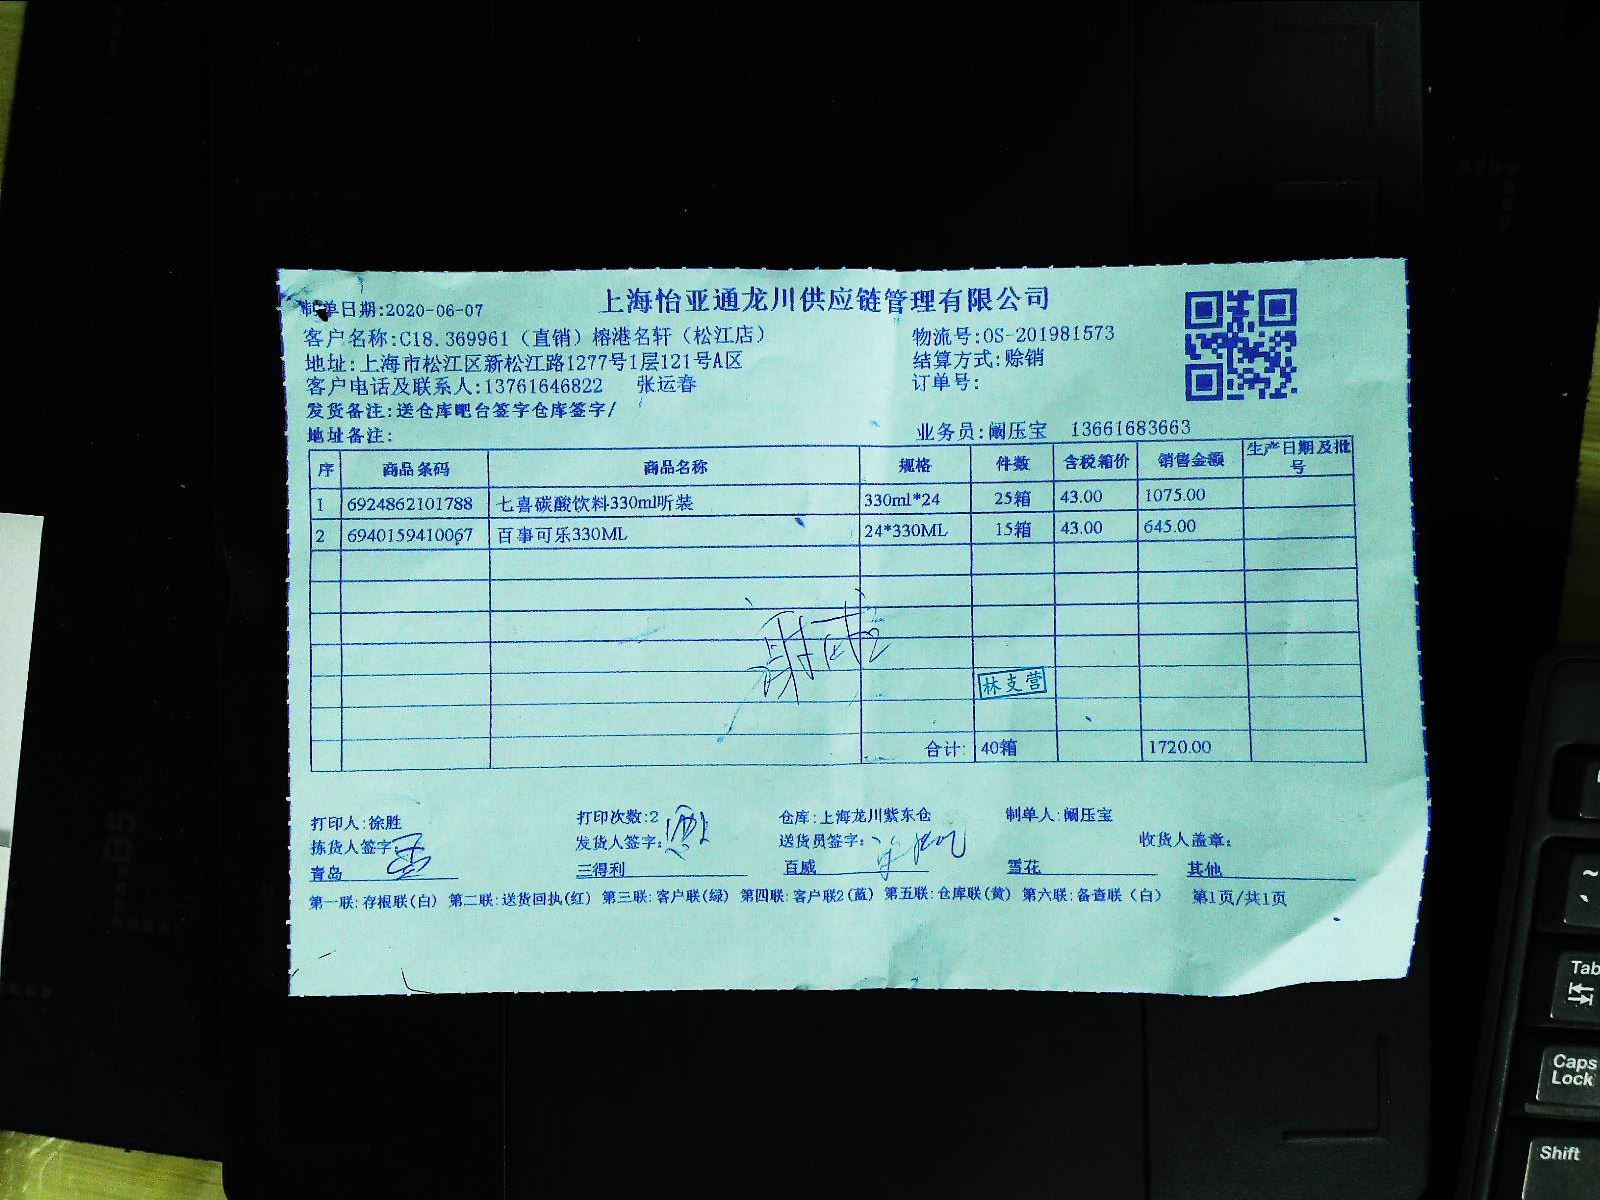 上海怡亚通龙川供应链管理有限公司
制单日期:2020-06-07
客户名称:C18.369961（直销）榕港名轩（松江店） 物流号:OS-201981573
地址:上海市松江区新松江路1277号1层121号A区 结算方式:赊销
客户电话及联系人:13761646822 张运春 订单号:
发货备注:送仓库吧台签字仓库签字/
地址备注: 业务员:阚压宝 13661683663
序 商品条码 商品名称 规格 件数 含税箱价 销售金额 生产日期及批号
1 6924862101788 七喜碳酸饮料330ml听装 330ml*24 25箱 43.00 1075.00
2 6940159410067 百事可乐330ML 24*330ML 15箱 43.00 645.00
林支营
合计: 40箱 1720.00
打印人:徐胜 打印次数:2 仓库:上海龙川紫东仓 制单人:阚压宝
拣货人签字: 发货人签字: 送货员签字: 收货人盖章:
青岛 三得利 百威 雪花 其他
第一联:存根联(白) 第二联:送货回执(红) 第三联:客户联(绿) 第四联:客户联2(蓝) 第五联:仓库联(黄) 第六联:备查联（白） 第1页/共1页
B5
Tab
Caps
Lock
Shift